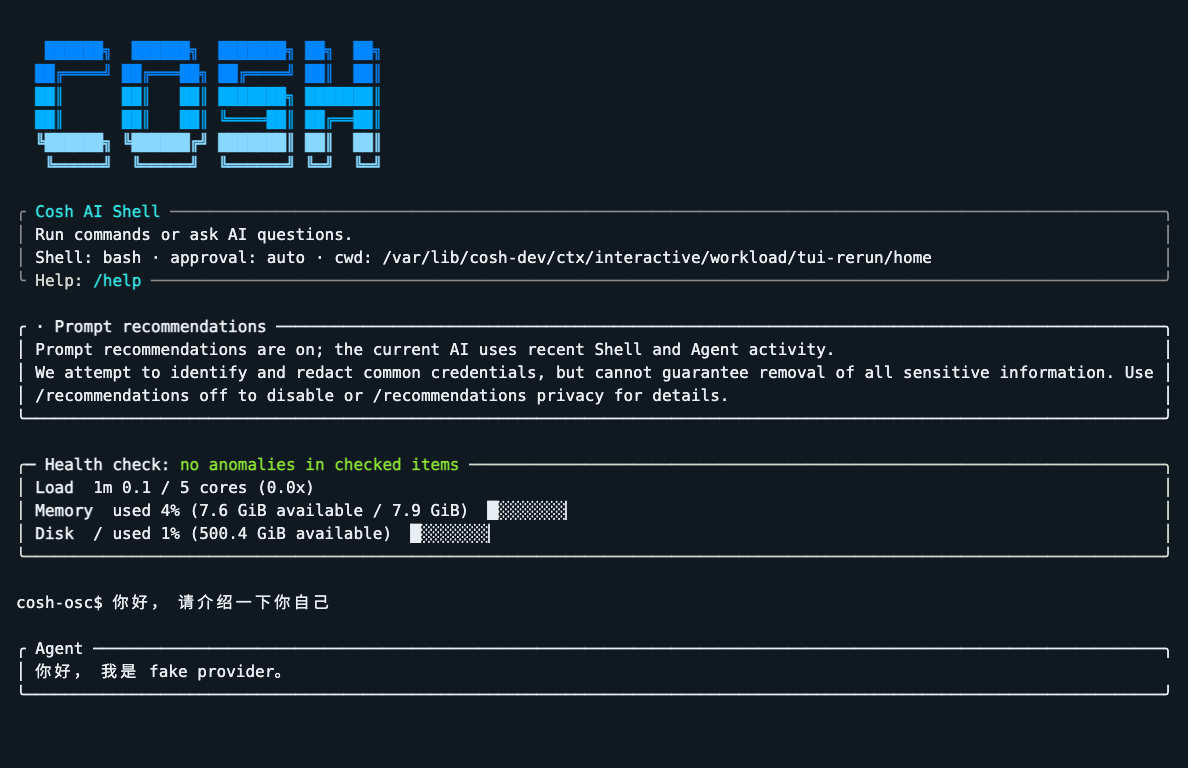 COSH
Cosh AI Shell
Run commands or ask AI questions.
Shell: bash · approval: auto · cwd: /var/lib/cosh-dev/ctx/interactive/workload/tui-rerun/home
Help: /help
· Prompt recommendations
Prompt recommendations are on; the current AI uses recent Shell and Agent activity.
We attempt to identify and redact common credentials, but cannot guarantee removal of all sensitive information. Use
/recommendations off to disable or /recommendations privacy for details.
Health check: no anomalies in checked items
Load  1m 0.1 / 5 cores (0.0x)
Memory  used 4% (7.6 GiB available / 7.9 GiB)
Disk  / used 1% (500.4 GiB available)
cosh-osc$ 你好， 请介绍一下你自己
Agent
你好， 我是 fake provider。